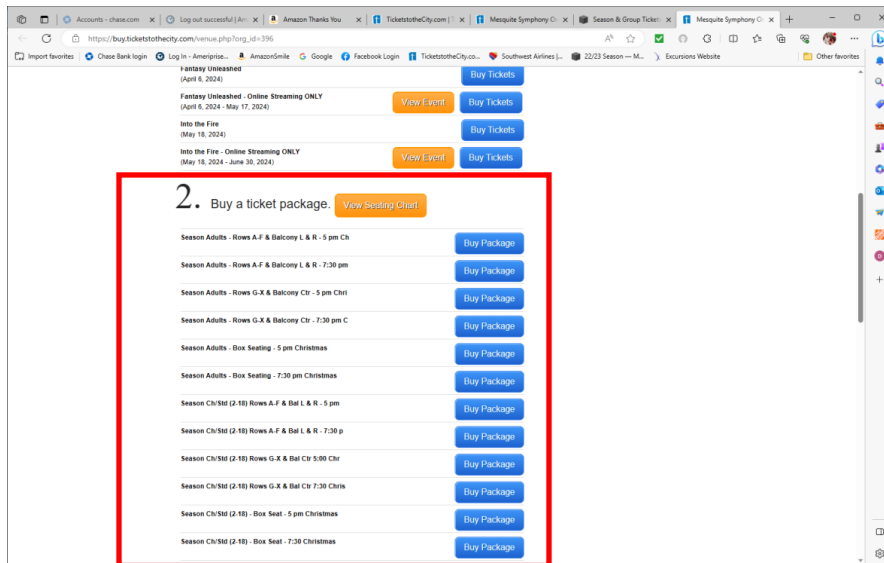 Accounts - chase.com
Log out successful | An
Amazon Thanks You
TicketstotheCity.com | T
Mesquite Symphony O
Season & Group Tickets
Mesquite Symphony O
https://buy.ticketstothecity.com/venue.php?org_id=396
Import favorites
Chase Bank login
Log In - Ameriprise...
AmazonSmile
Google
Facebook Login
TicketstotheCity.co...
Southwest Airlines |...
22/23 Season — M...
Excursions Website
Other favorites
Fantasy Unleashed
(April 6, 2024)
Buy Tickets
Fantasy Unleashed - Online Streaming ONLY
(April 6, 2024 - May 17, 2024)
View Event
Buy Tickets
Into the Fire
(May 18, 2024)
Buy Tickets
Into the Fire - Online Streaming ONLY
(May 18, 2024 - June 30, 2024)
View Event
Buy Tickets
2. Buy a ticket package. View Seating Chart
Season Adults - Rows A-F & Balcony L & R - 5 pm Ch
Buy Package
Season Adults - Rows A-F & Balcony L & R - 7:30 pm
Buy Package
Season Adults - Rows G-X & Balcony Ctr - 5 pm Chri
Buy Package
Season Adults - Rows G-X & Balcony Ctr - 7:30 pm C
Buy Package
Season Adults - Box Seating - 5 pm Christmas
Buy Package
Season Adults - Box Seating - 7:30 pm Christmas
Buy Package
Season Ch/Std (2-18) Rows A-F & Bal L & R - 5 pm
Buy Package
Season Ch/Std (2-18) Rows A-F & Bal L & R - 7:30 p
Buy Package
Season Ch/Std (2-18) Rows G-X & Bal Ctr 5:00 Chr
Buy Package
Season Ch/Std (2-18) Rows G-X & Bal Ctr 7:30 Chris
Buy Package
Season Ch/Std (2-18) - Box Seat - 5 pm Christmas
Buy Package
Season Ch/Std (2-18) - Box Seat - 7:30 Christmas
Buy Package